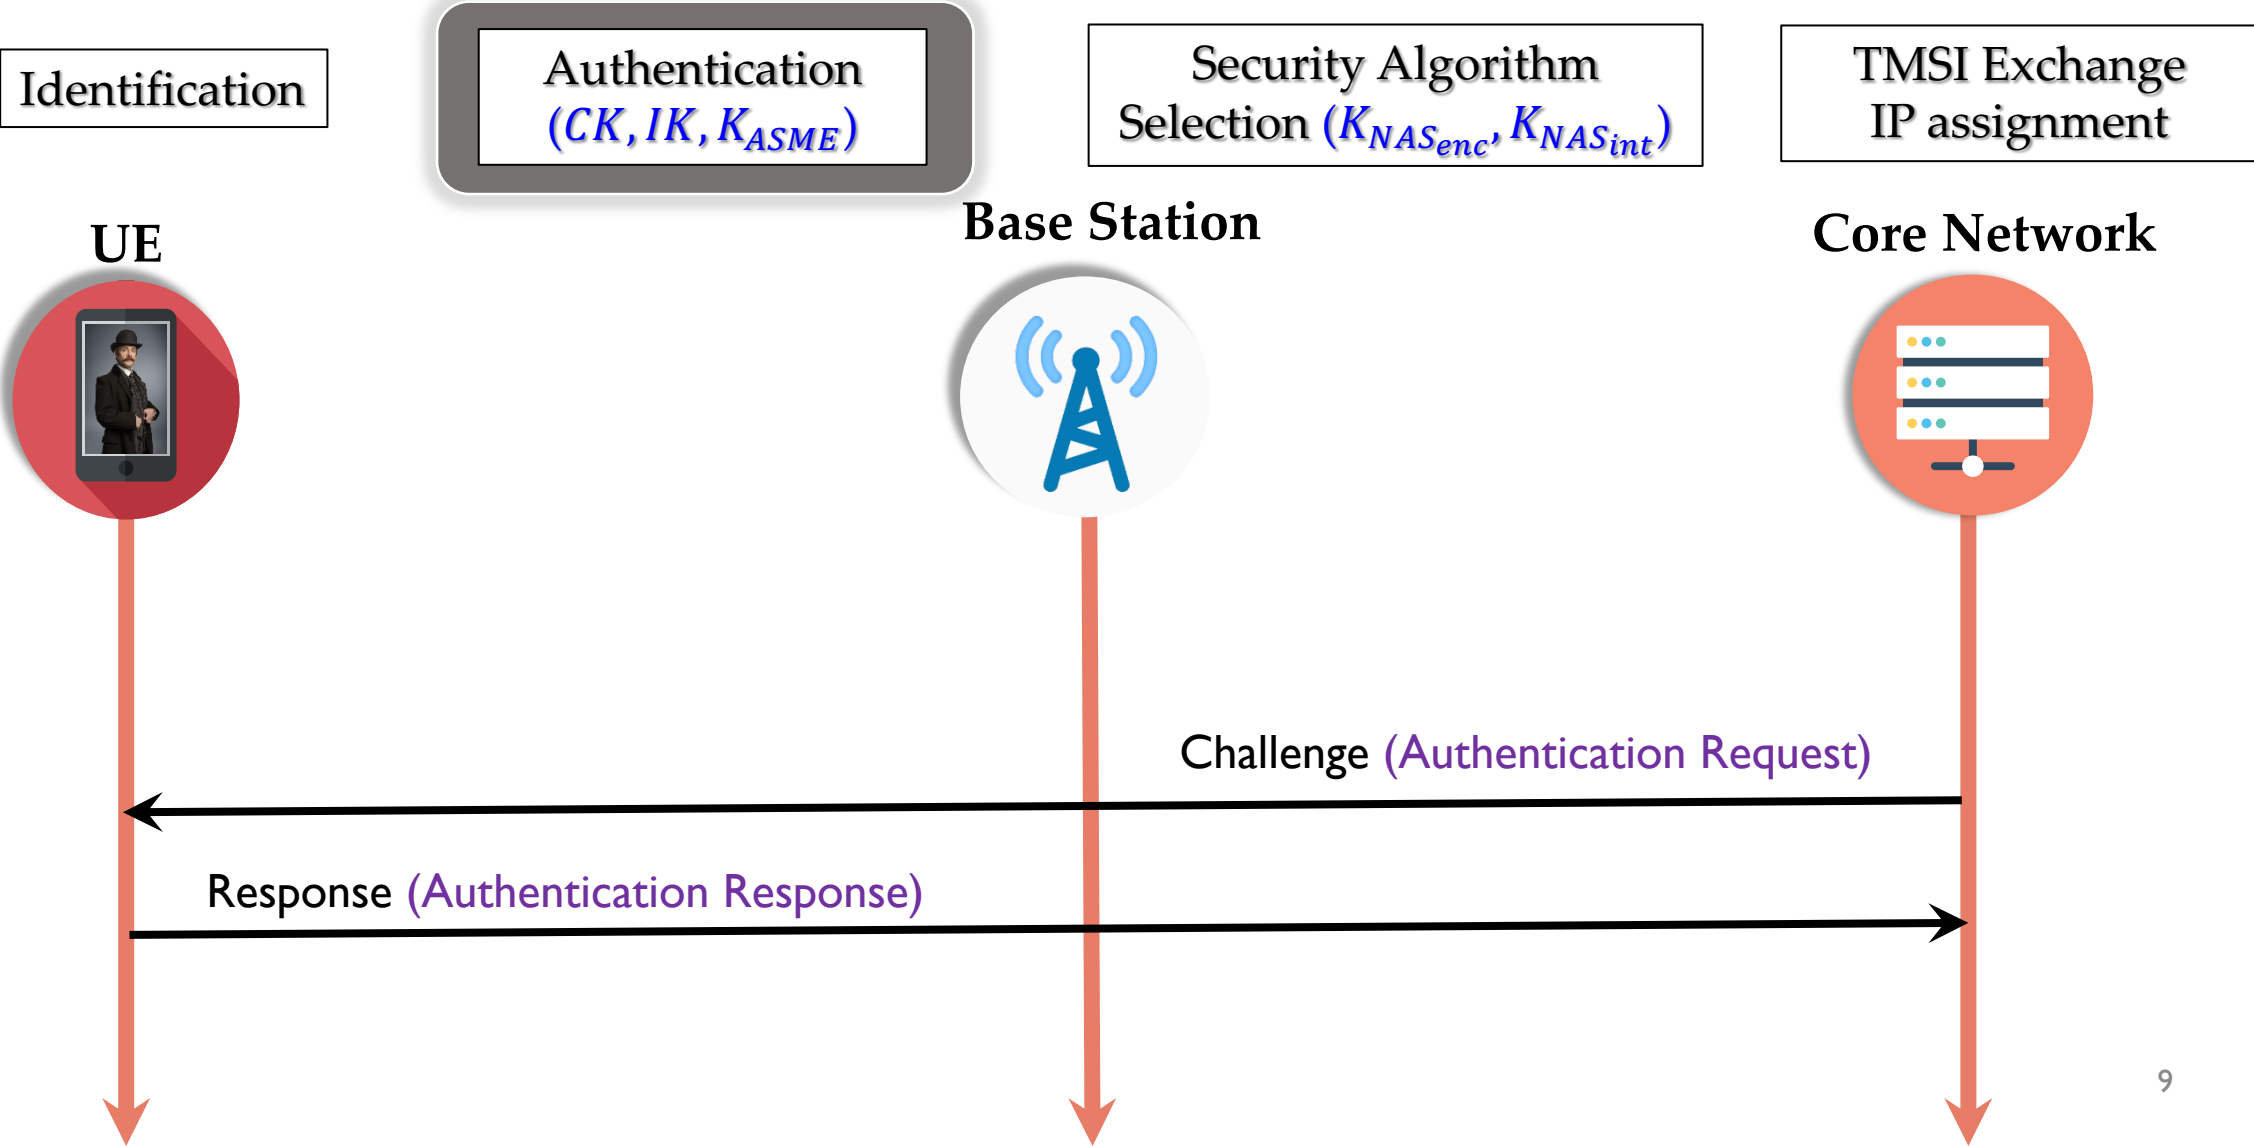 Identification
Authentication
(CK, IK, K_ASME)
Security Algorithm
Selection (K_NAS_enc, K_NAS_int)
TMSI Exchange
IP assignment
UE
Base Station
Core Network
Challenge (Authentication Request)
Response (Authentication Response)
9